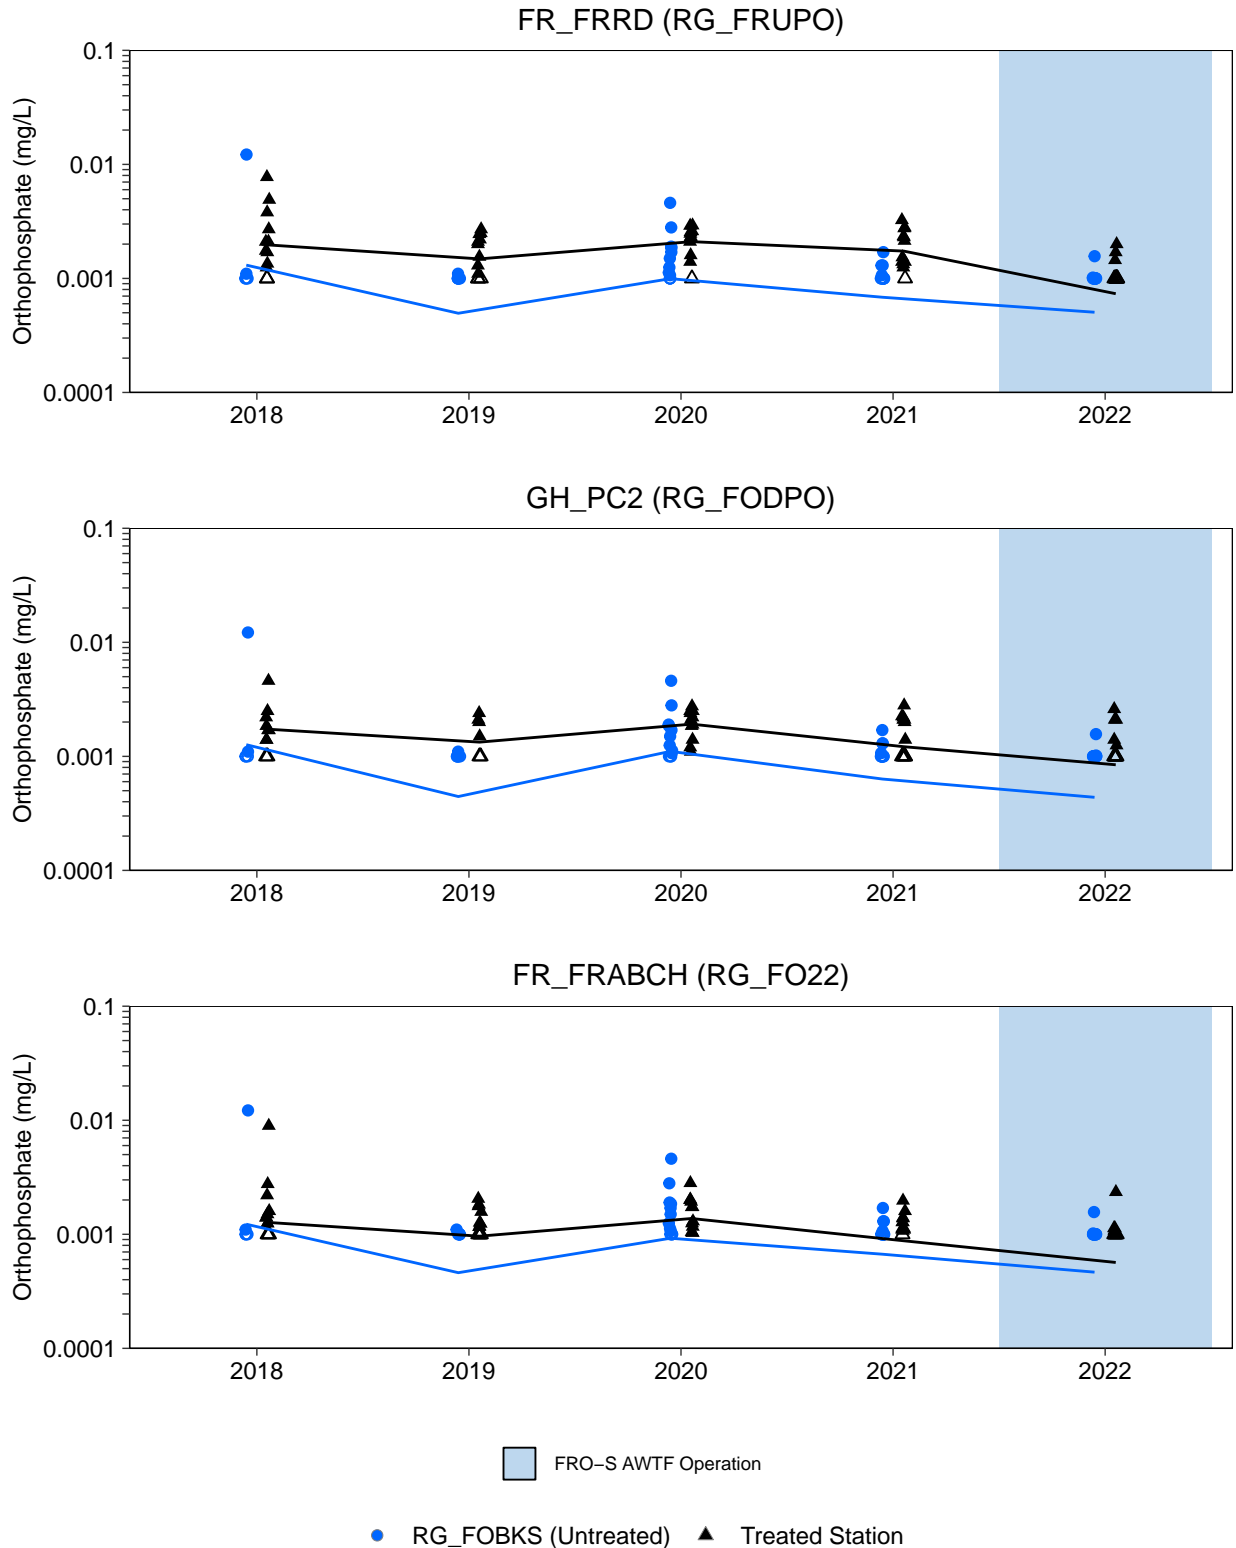 FR_FRRD (RG_FRUPO)
Orthophosphate (mg/L)
0.1
0.01
0.001
0.0001
2018 2019 2020 2021 2022
GH_PC2 (RG_FODPO)
Orthophosphate (mg/L)
0.1
0.01
0.001
0.0001
2018 2019 2020 2021 2022
FR_FRABCH (RG_FO22)
Orthophosphate (mg/L)
0.1
0.01
0.001
0.0001
2018 2019 2020 2021 2022
FRO−S AWTF Operation
RG_FOBKS (Untreated) Treated Station